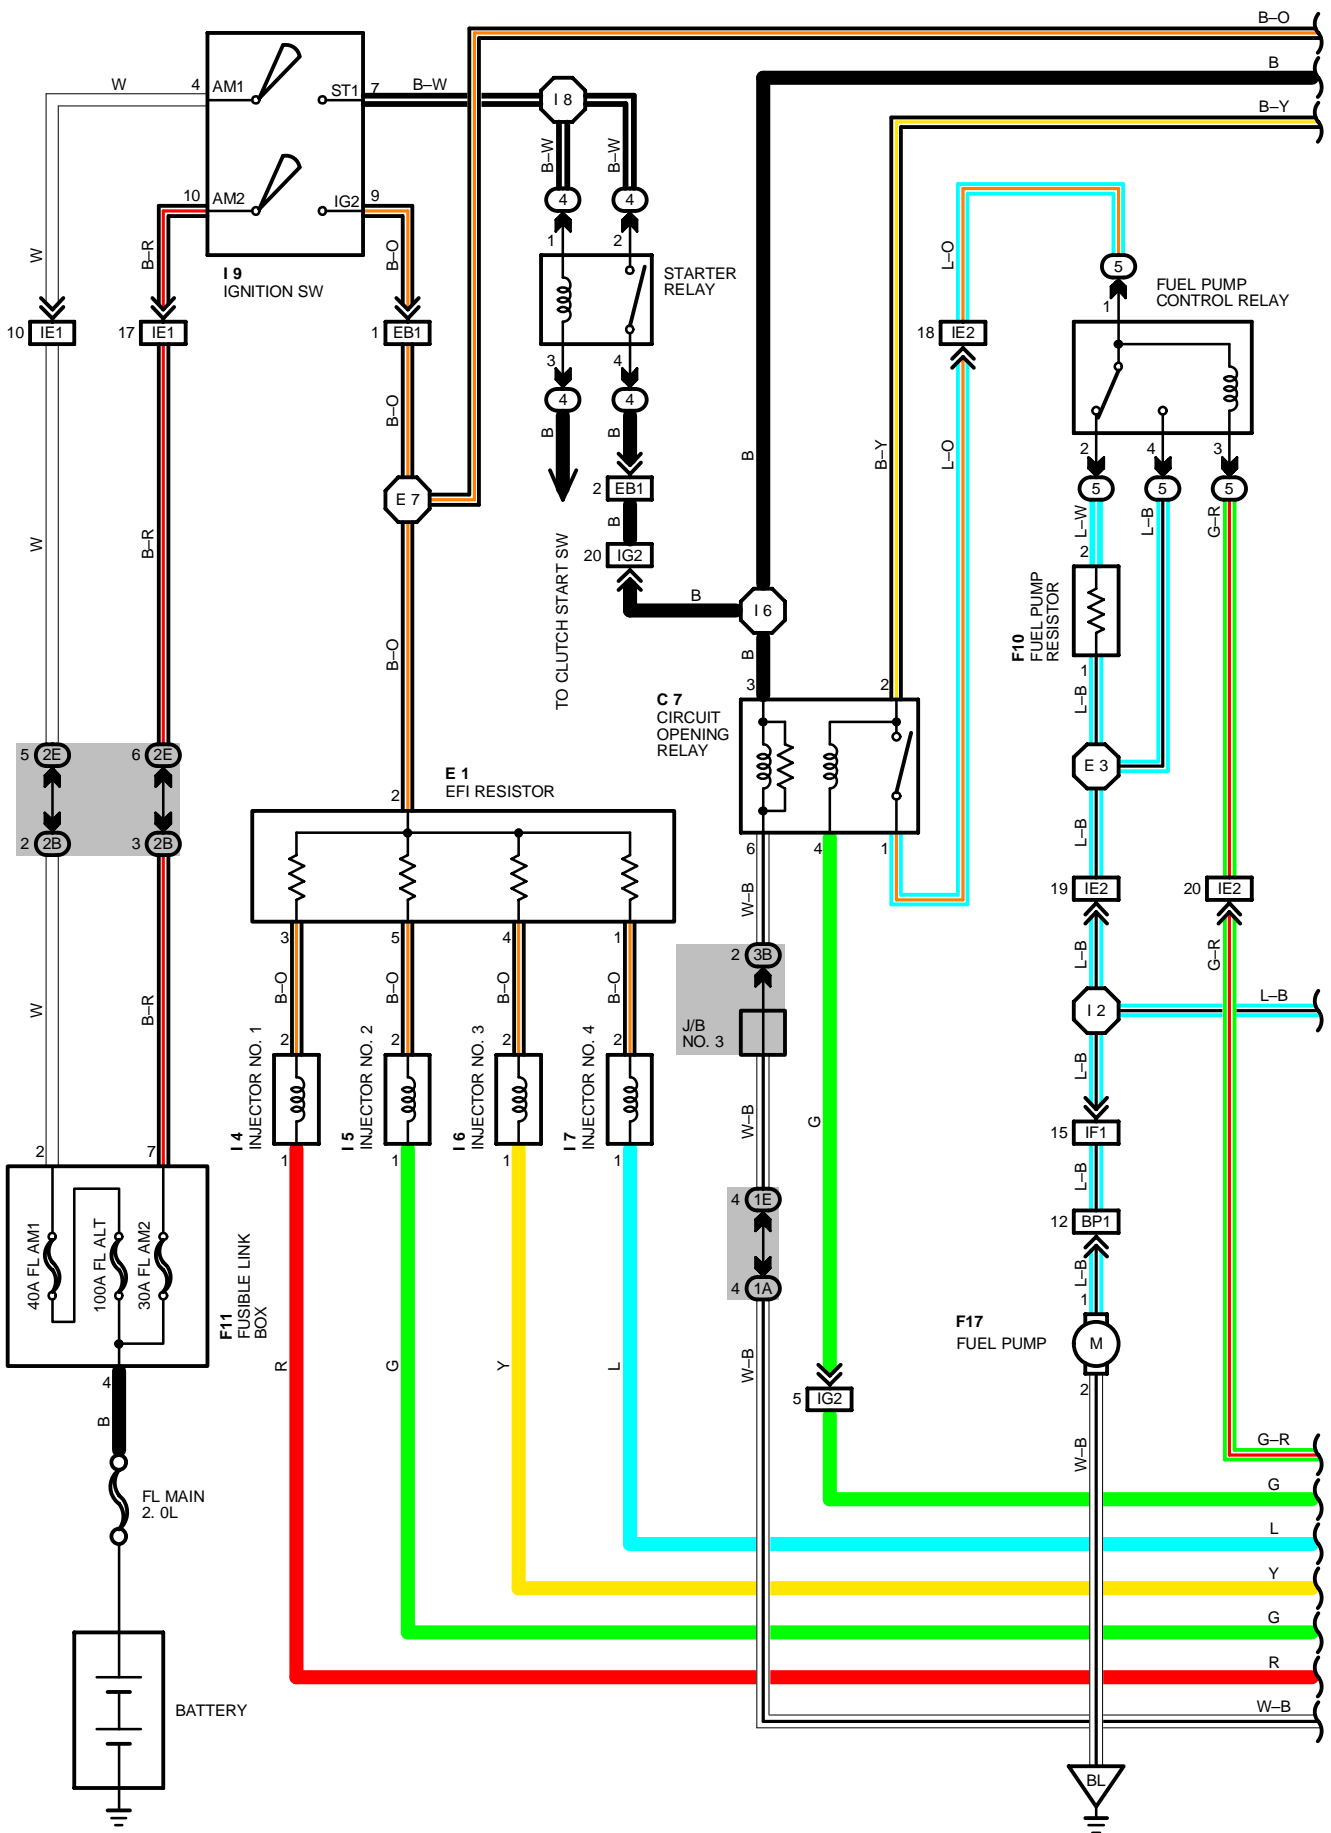 B–O
B
B–Y
W
4
AM1
ST1
7
B–W
I 8
B–W
B–W
10
AM2
IG2
9
4
4
W
B–R
B–O
1
2
L–O
5
I 9
IGNITION SW
STARTER
RELAY
FUEL PUMP
CONTROL RELAY
1
10
IE1
17
IE1
1
EB1
18
IE2
3
4
4
4
B–O
B
B
B
B–Y
L–O
2
4
3
2
EB1
5
5
5
E 7
W
B–R
B
L–W
L–B
G–R
20
IG2
TO CLUTCH START SW
2
B
I 6
F10
FUEL PUMP
RESISTOR
B–O
B
1
3
2
L–B
C 7
CIRCUIT
OPENING
RELAY
5
2E
6
2E
E 3
E 1
EFI RESISTOR
2
2
2B
3
2B
6
4
1
L–B
W–B
19
IE2
20
IE2
3
5
4
1
2
3B
L–B
G–R
B–O
B–O
B–O
W
B–R
I 2
L–B
J/B
NO. 3
2
2
2
2
I 4
INJECTOR NO. 1
I 5
INJECTOR NO. 2
I 6
INJECTOR NO. 3
I 7
INJECTOR NO. 4
L–B
W–B
G
15
IF1
2
7
1
1
1
1
L–B
4
1E
12
BP1
40A FL AM1
100A FL ALT
30A FL AM2
F11
FUSIBLE LINK
BOX
L–B
4
1A
1
F17
FUEL PUMP
M
R
G
Y
L
W–B
4
2
5
IG2
B
W–B
G–R
FL MAIN
2. 0L
G
L
Y
G
R
BATTERY
W–B
BL